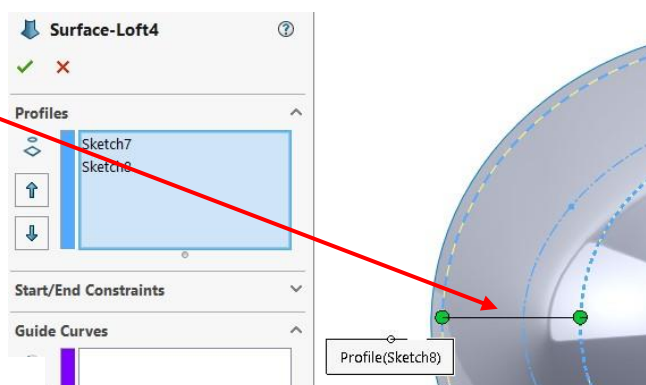 Surface-Loft4
Profiles
Sketch7
Sketch8
Start/End Constraints
Guide Curves
Profile(Sketch8)